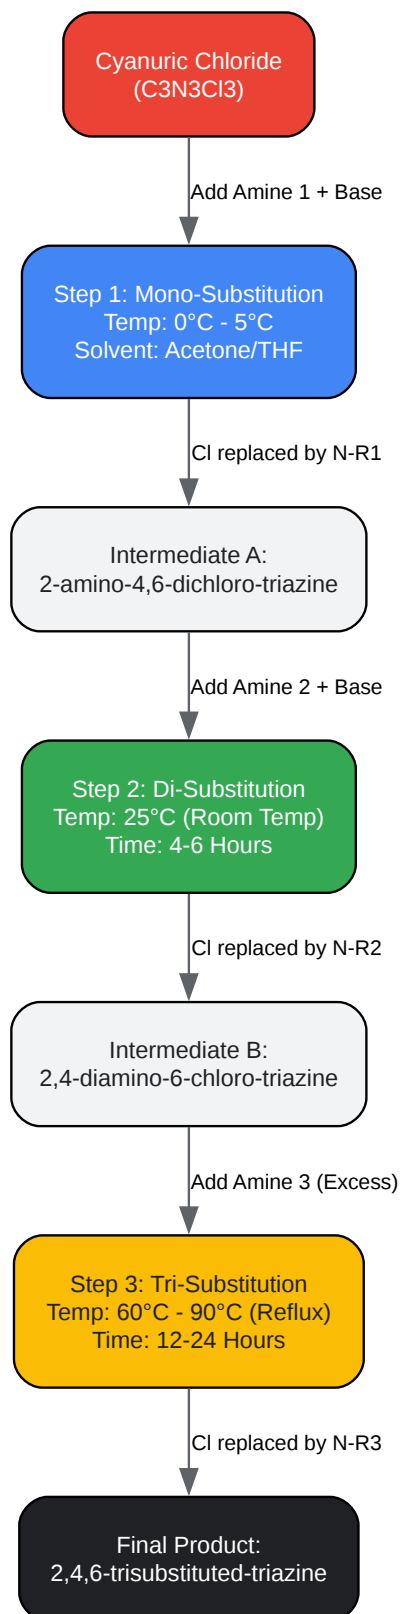 Cyanuric Chloride
(C3N3Cl3)
Add Amine 1 + Base
Step 1: Mono-Substitution
Temp: 0°C - 5°C
Solvent: Acetone/THF
Cl replaced by N-R1
Intermediate A:
2-amino-4,6-dichloro-triazine
Add Amine 2 + Base
Step 2: Di-Substitution
Temp: 25°C (Room Temp)
Time: 4-6 Hours
Cl replaced by N-R2
Intermediate B:
2,4-diamino-6-chloro-triazine
Add Amine 3 (Excess)
Step 3: Tri-Substitution
Temp: 60°C - 90°C (Reflux)
Time: 12-24 Hours
Cl replaced by N-R3
Final Product:
2,4,6-trisubstituted-triazine